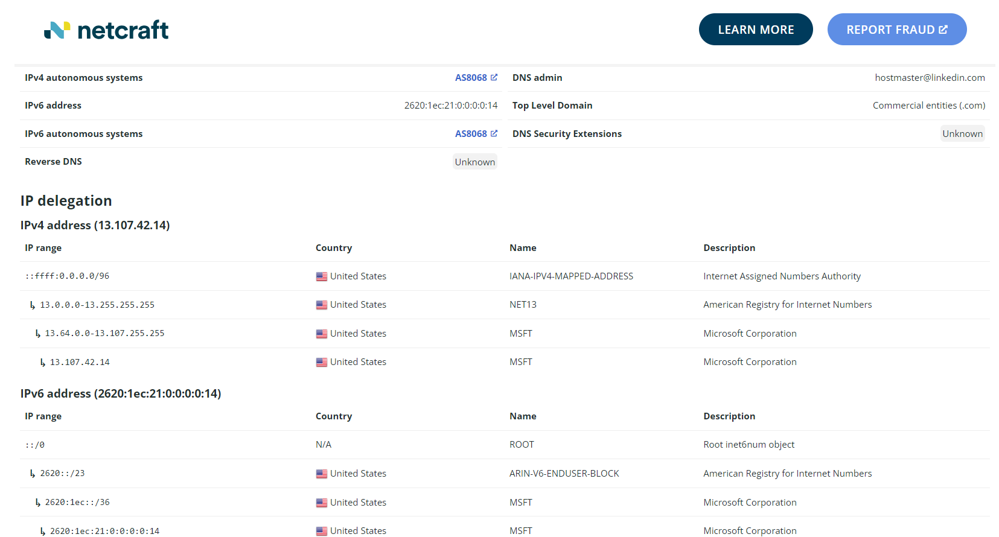 netcraft
LEARN MORE
REPORT FRAUD
IPv4 autonomous systems AS8068 DNS admin hostmaster@linkedin.com
IPv6 address 2620:1ec:21:0:0:0:0:14 Top Level Domain Commercial entities (.com)
IPv6 autonomous systems AS8068 DNS Security Extensions Unknown
Reverse DNS Unknown
IP delegation
IPv4 address (13.107.42.14)
IP range Country Name Description
::ffff:0.0.0.0/96 United States IANA-IPV4-MAPPED-ADDRESS Internet Assigned Numbers Authority
↳ 13.0.0.0-13.255.255.255 United States NET13 American Registry for Internet Numbers
↳ 13.64.0.0-13.107.255.255 United States MSFT Microsoft Corporation
↳ 13.107.42.14 United States MSFT Microsoft Corporation
IPv6 address (2620:1ec:21:0:0:0:0:14)
IP range Country Name Description
::/0 N/A ROOT Root inet6num object
↳ 2620::/23 United States ARIN-V6-ENDUSER-BLOCK American Registry for Internet Numbers
↳ 2620:1ec::/36 United States MSFT Microsoft Corporation
↳ 2620:1ec:21:0:0:0:0:14 United States MSFT Microsoft Corporation